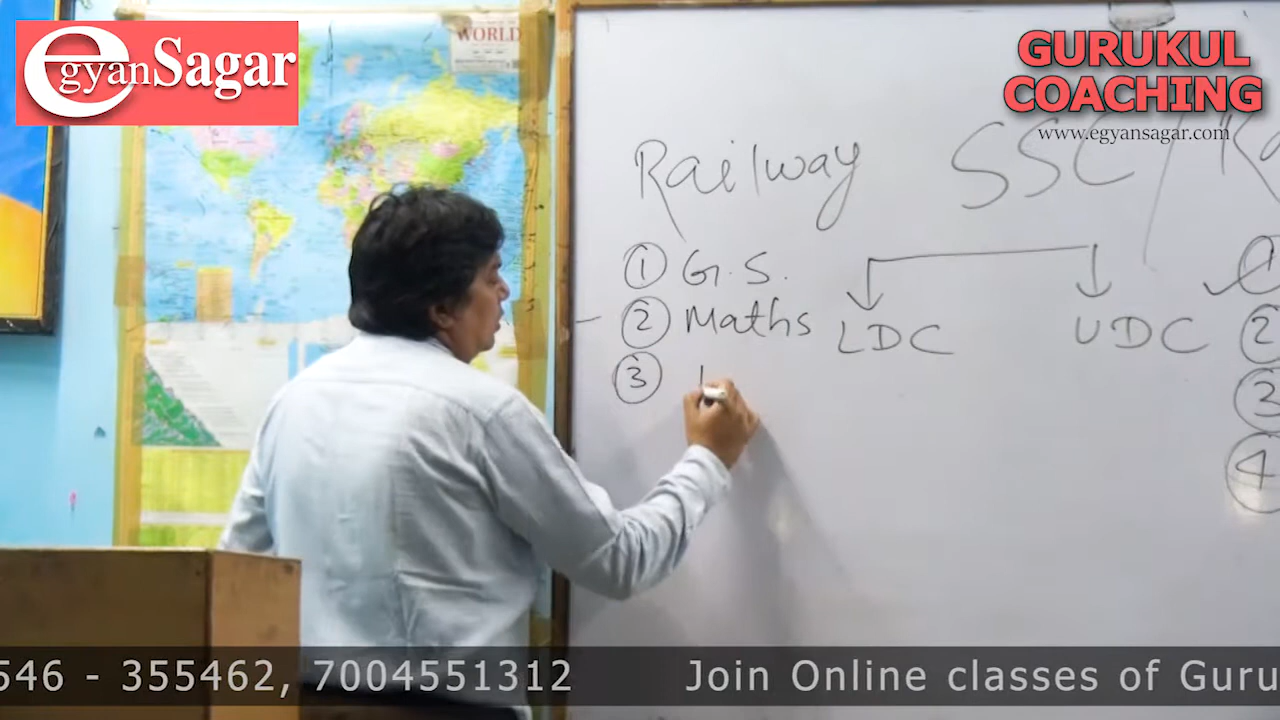 egyanSagar
WORLD
GURUKUL
COACHING
www.egyansagar.com
Railway SSC /
① G.S.
② Maths LDC UDC
③
①
②
③
④
546 - 355462, 7004551312 Join Online classes of Guru